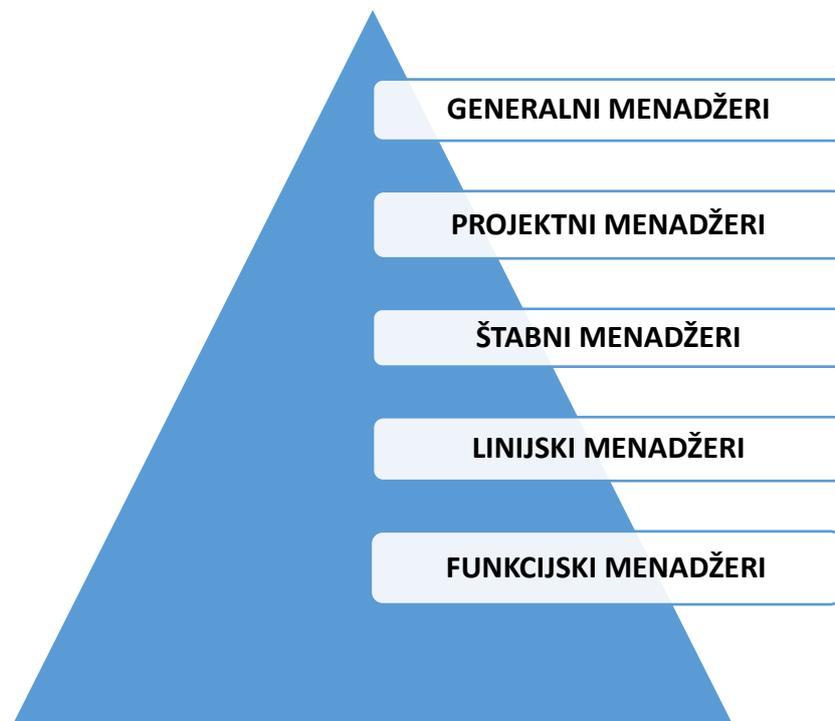 GENERALNI MENADŽERI
PROJEKTNI MENADŽERI
ŠTABNI MENADŽERI
LINIJSKI MENADŽERI
FUNKCIJSKI MENADŽERI